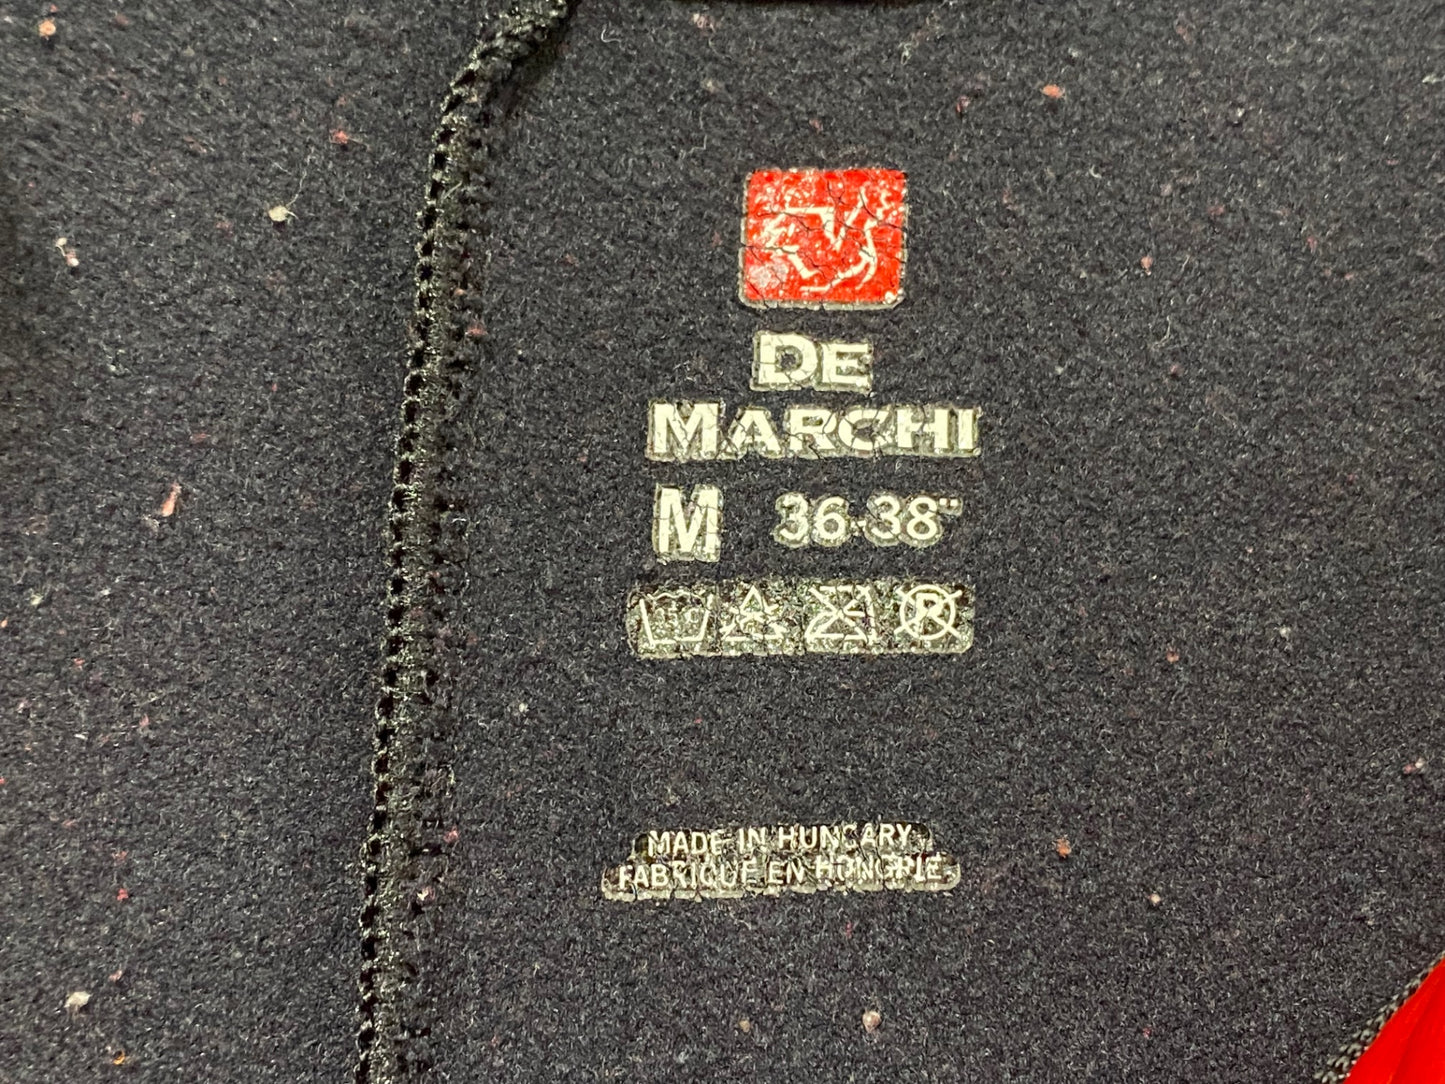 DE
MARCHI
M 36-38"
R
MADE IN HUNGARY
FABRIQUE EN HONGRIE